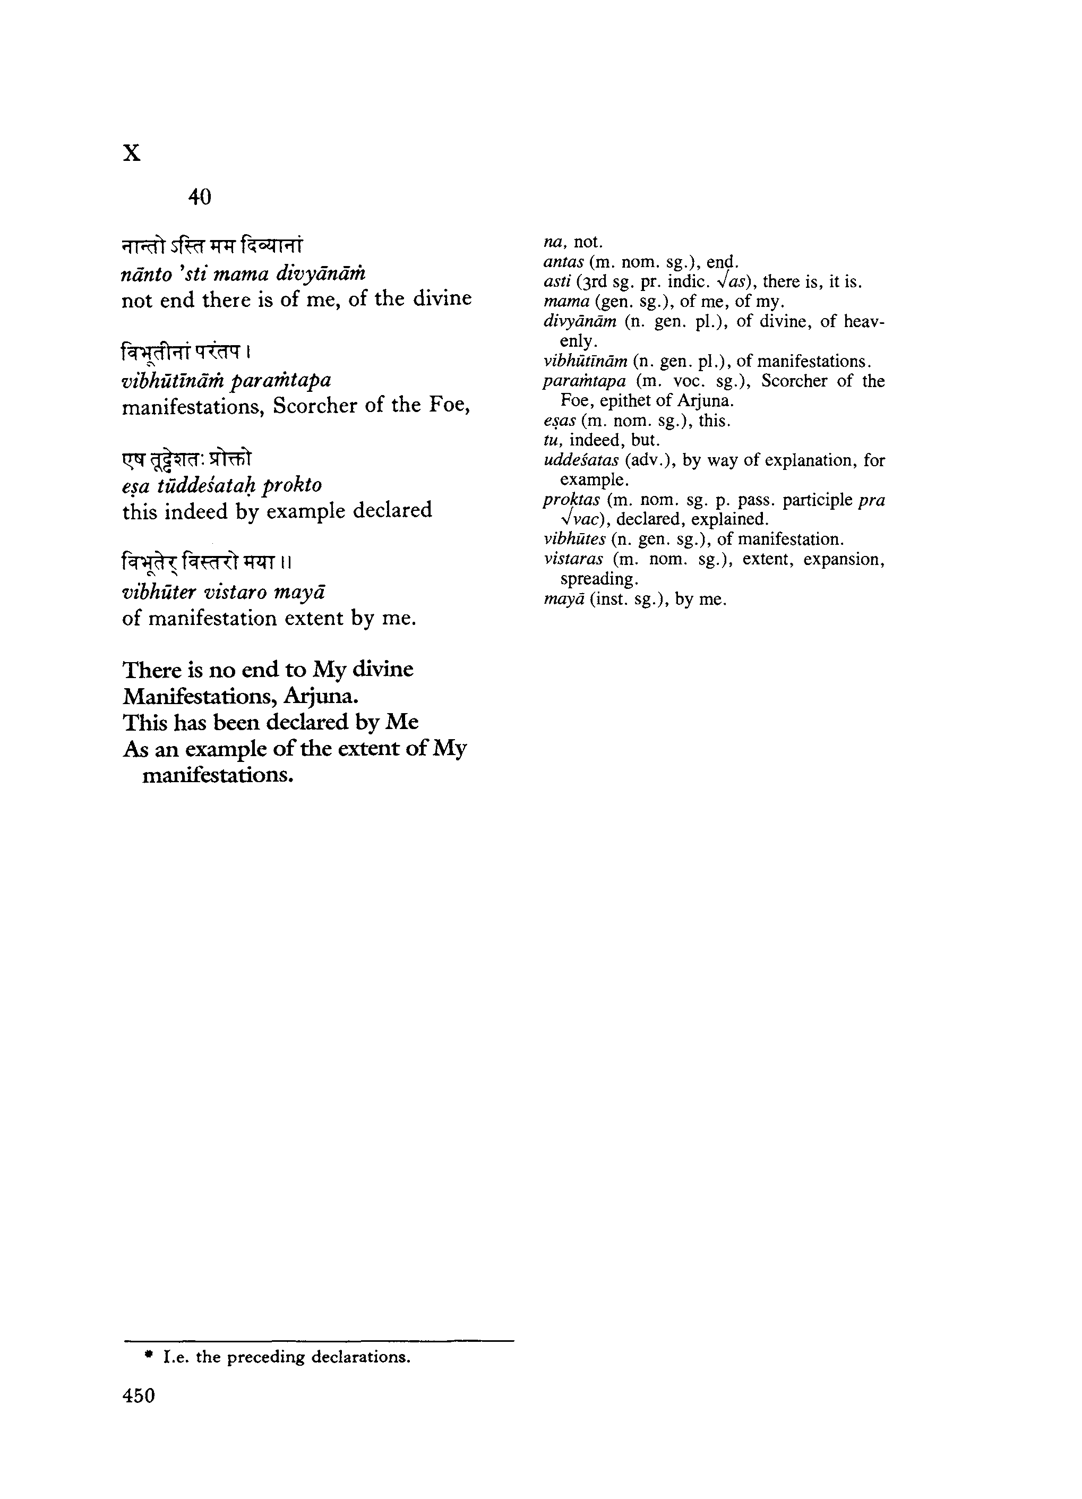 X
40
नान्तो ऽस्ति मम दिव्यानां
nānto ’sti mama divyānāṁ
not end there is of me, of the divine
विभूतीनां परंतप ।
vibhūtīnāṁ paraṁtapa
manifestations, Scorcher of the Foe,
एष तूद्देशतः प्रोक्तो
eṣa tūddeśataḥ prokto
this indeed by example declared
विभूतेर् विस्तरो मया ॥
vibhūter vistaro mayā
of manifestation extent by me.
There is no end to My divine
Manifestations, Arjuna.
This has been declared by Me
As an example of the extent of My
manifestations.
na, not.
antas (m. nom. sg.), end.
asti (3rd sg. pr. indic. √as), there is, it is.
mama (gen. sg.), of me, of my.
divyānām (n. gen. pl.), of divine, of heav-
enly.
vibhūtīnām (n. gen. pl.), of manifestations.
paraṁtapa (m. voc. sg.), Scorcher of the
Foe, epithet of Arjuna.
eṣas (m. nom. sg.), this.
tu, indeed, but.
uddeśatas (adv.), by way of explanation, for
example.
proktas (m. nom. sg. p. pass. participle pra
√vac), declared, explained.
vibhūtes (n. gen. sg.), of manifestation.
vistaras (m. nom. sg.), extent, expansion,
spreading.
mayā (inst. sg.), by me.
* I.e. the preceding declarations.
450